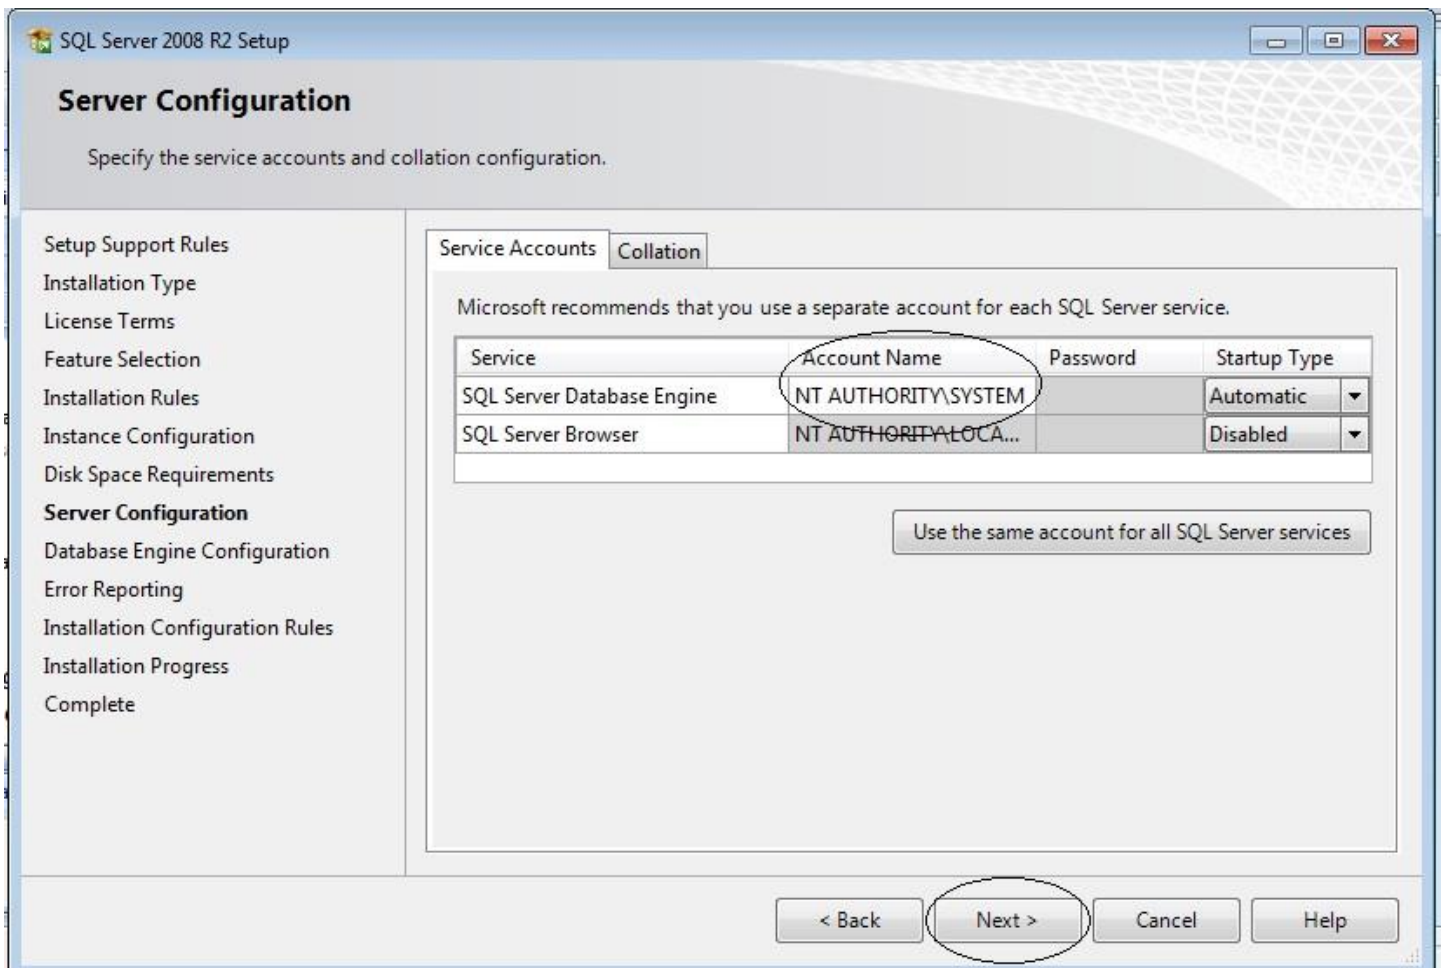 SQL Server 2008 R2 Setup
Server Configuration
Specify the service accounts and collation configuration.
Setup Support Rules
Installation Type
License Terms
Feature Selection
Installation Rules
Instance Configuration
Disk Space Requirements
Server Configuration
Database Engine Configuration
Error Reporting
Installation Configuration Rules
Installation Progress
Complete
Service Accounts Collation
Microsoft recommends that you use a separate account for each SQL Server service.
Service Account Name Password Startup Type
SQL Server Database Engine NT AUTHORITY\SYSTEM Automatic
SQL Server Browser NT AUTHORITY\LOCA... Disabled
Use the same account for all SQL Server services
< Back Next > Cancel Help